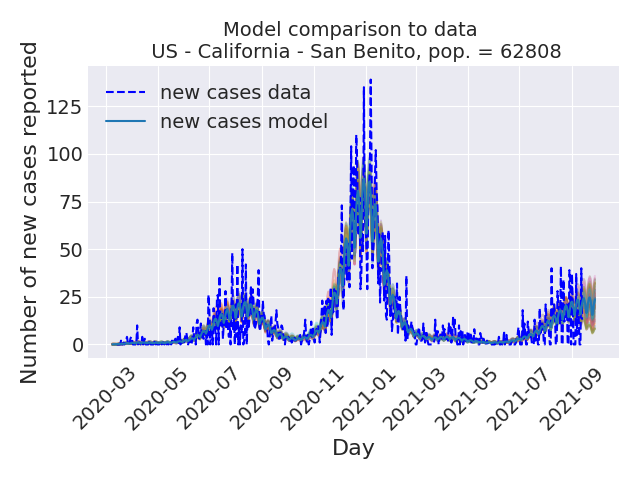 Model comparison to data
US - California - San Benito, pop. = 62808
Number of new cases reported
new cases data
new cases model
125
100
75
50
25
0
2020-03
2020-05
2020-07
2020-09
2020-11
2021-01
2021-03
2021-05
2021-07
2021-09
Day